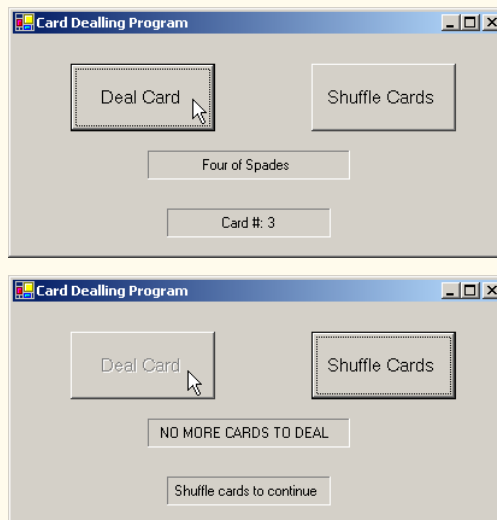 Card Dealling Program
Deal Card Shuffle Cards
Four of Spades
Card #: 3
Card Dealling Program
Deal Card Shuffle Cards
NO MORE CARDS TO DEAL
Shuffle cards to continue